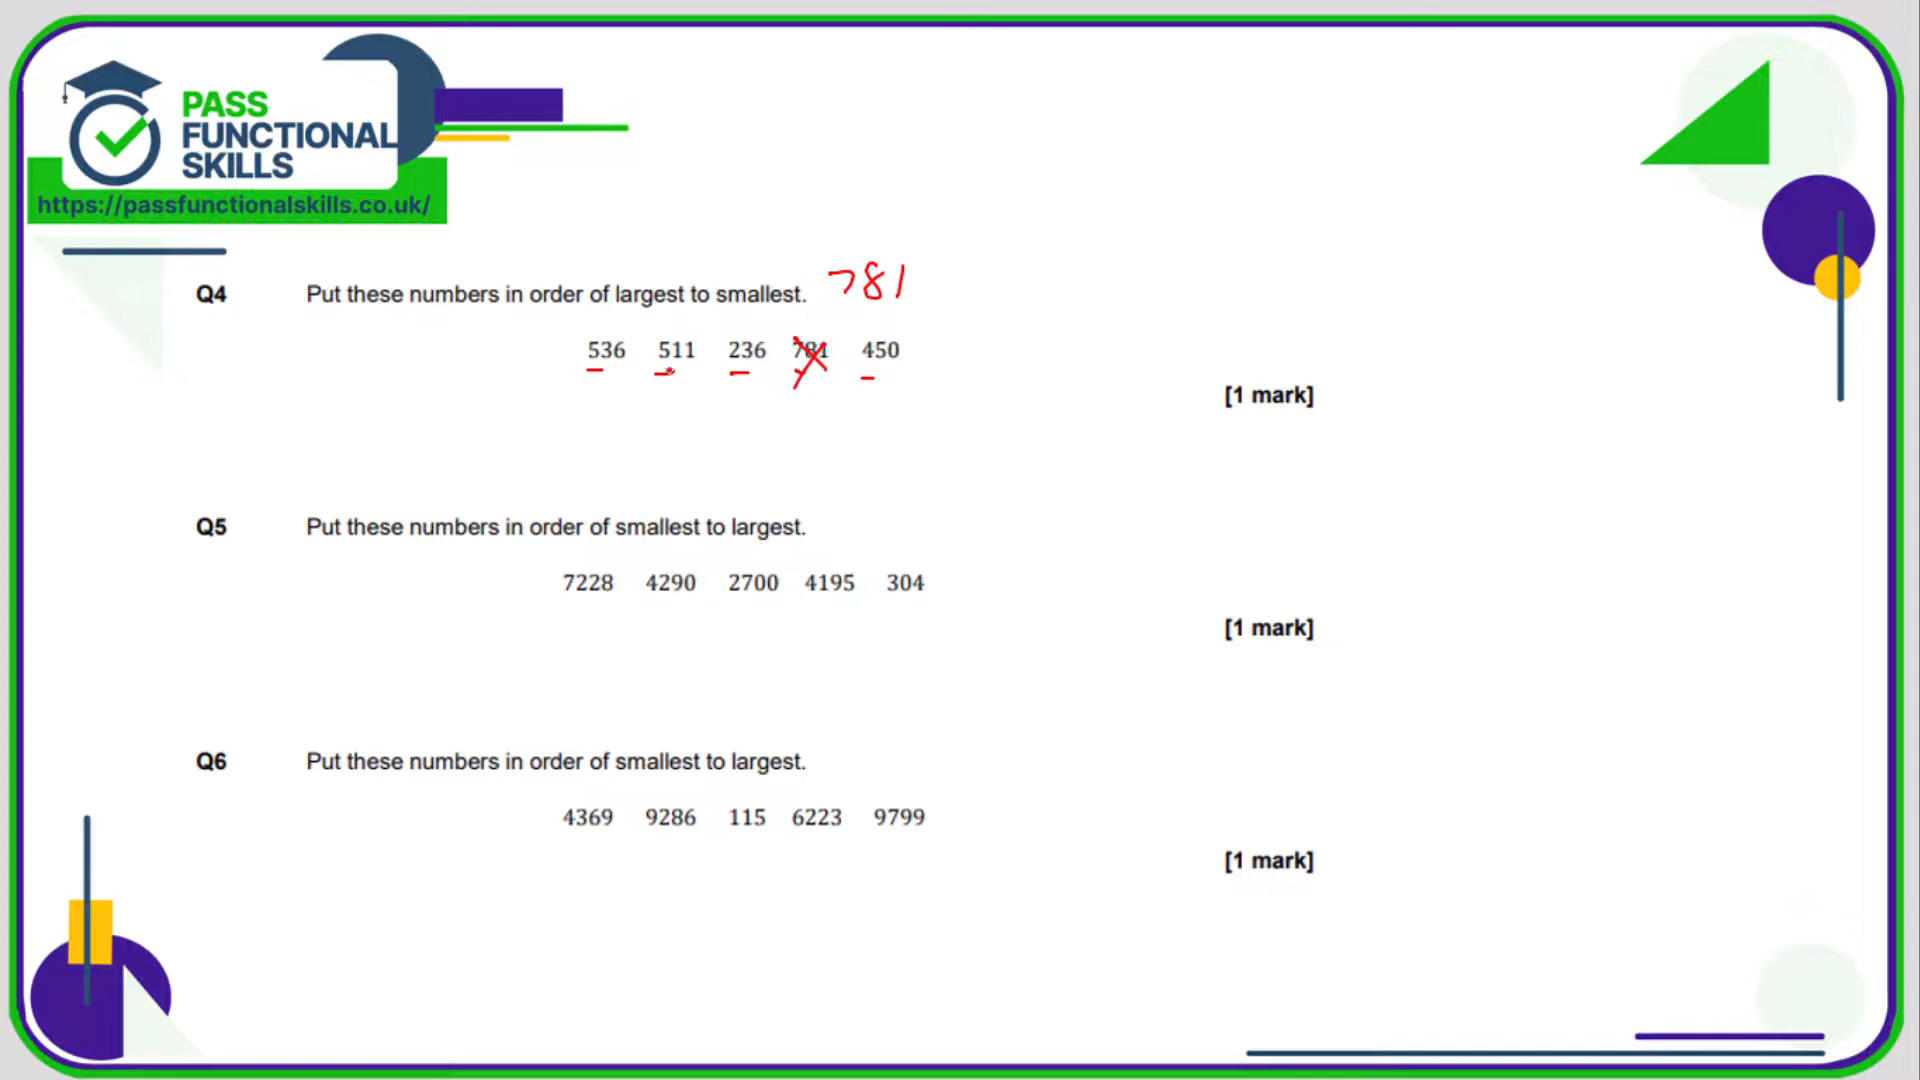 PASS
FUNCTIONAL
SKILLS
https://passfunctionalskills.co.uk/
Q4 Put these numbers in order of largest to smallest. 781
536 511 236 781 450
[1 mark]
Q5 Put these numbers in order of smallest to largest.
7228 4290 2700 4195 304
[1 mark]
Q6 Put these numbers in order of smallest to largest.
4369 9286 115 6223 9799
[1 mark]